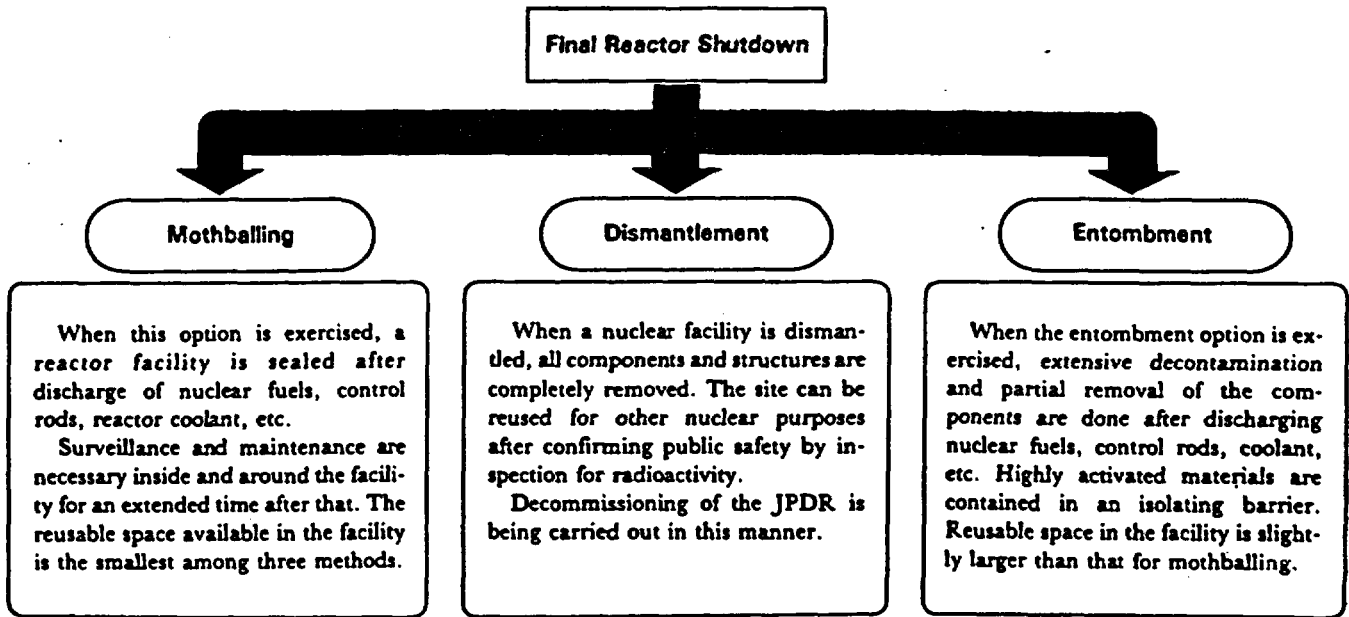 Final Reactor Shutdown
Mothballing
When this option is exercised, a
reactor facility is sealed after
discharge of nuclear fuels, control
rods, reactor coolant, etc.
Surveillance and maintenance are
necessary inside and around the facili-
ty for an extended time after that. The
reusable space available in the facility
is the smallest among three methods.
Dismantlement
When a nuclear facility is disman-
tled, all components and structures are
completely removed. The site can be
reused for other nuclear purposes
after confirming public safety by in-
spection for radioactivity.
Decommissioning of the JPDR is
being carried out in this manner.
Entombment
When the entombment option is ex-
ercised, extensive decontamination
and partial removal of the com-
ponents are done after discharging
nuclear fuels, control rods, coolant,
etc. Highly activated materials are
contained in an isolating barrier.
Reusable space in the facility is slight-
ly larger than that for mothballing.